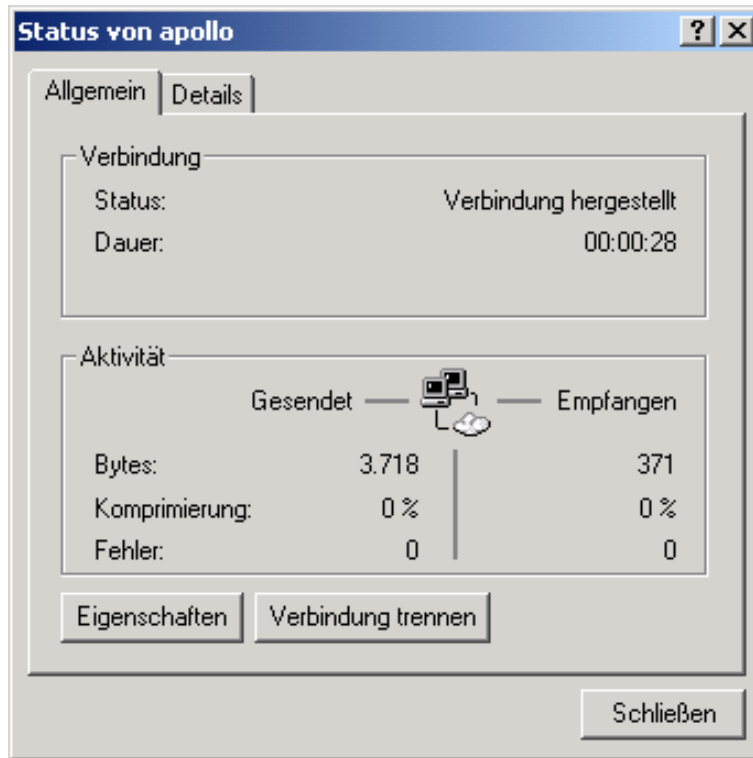 Status von apollo
Allgemein Details
Verbindung
Status: Verbindung hergestellt
Dauer: 00:00:28
Aktivität
Gesendet Empfangen
Bytes: 3.718 371
Komprimierung: 0 % 0 %
Fehler: 0 0
Eigenschaften Verbindung trennen
Schließen